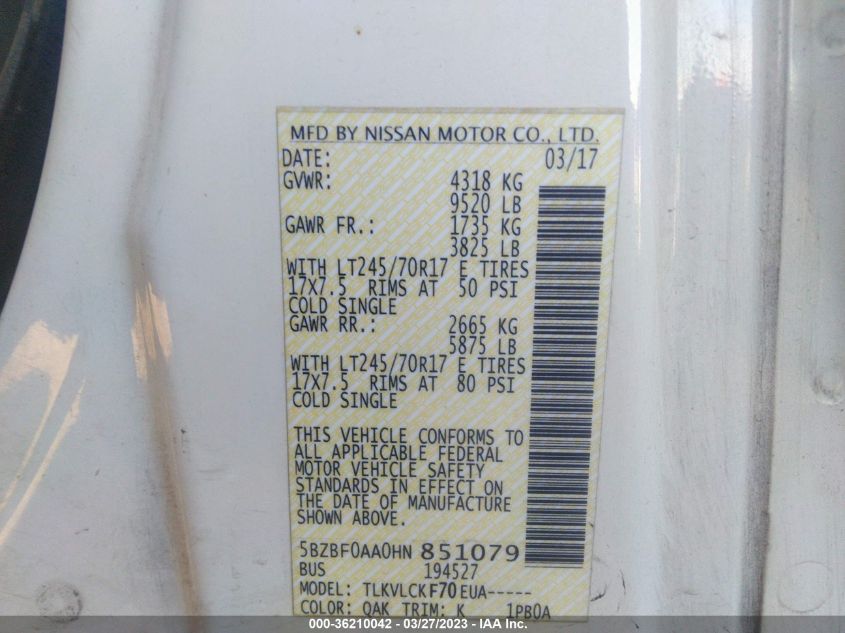 MFD BY NISSAN MOTOR CO., LTD.
DATE: 03/17
GVWR: 4318 KG
9520 LB
GAWR FR.: 1735 KG
3825 LB
WITH LT245/70R17 E TIRES
17X7.5 RIMS AT 50 PSI
COLD SINGLE
GAWR RR.: 2665 KG
5875 LB
WITH LT245/70R17 E TIRES
17X7.5 RIMS AT 80 PSI
COLD SINGLE
THIS VEHICLE CONFORMS TO
ALL APPLICABLE FEDERAL
MOTOR VEHICLE SAFETY
STANDARDS IN EFFECT ON
THE DATE OF MANUFACTURE
SHOWN ABOVE.
5BZBF0AA0HN 851079
BUS 194527
MODEL: TLKVLCKF70EUA-----
COLOR: QAK TRIM: K 1PB0A
000-36210042 - 03/27/2023 - IAA Inc.